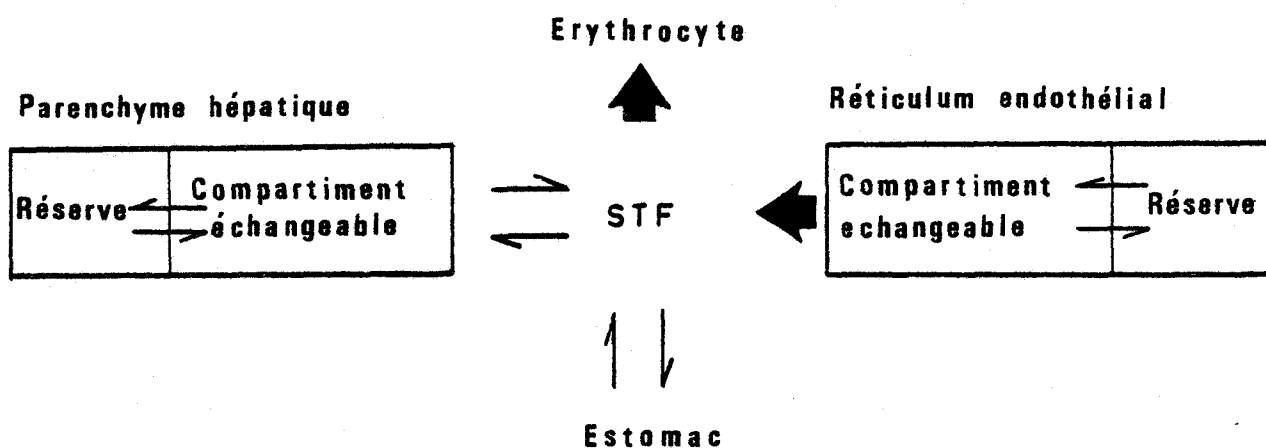 Erythrocyte
Parenchyme hépatique
Réticulum endothélial
Réserve
Compartiment
échangeable
STF
Compartiment
echangeable
Réserve
Estomac